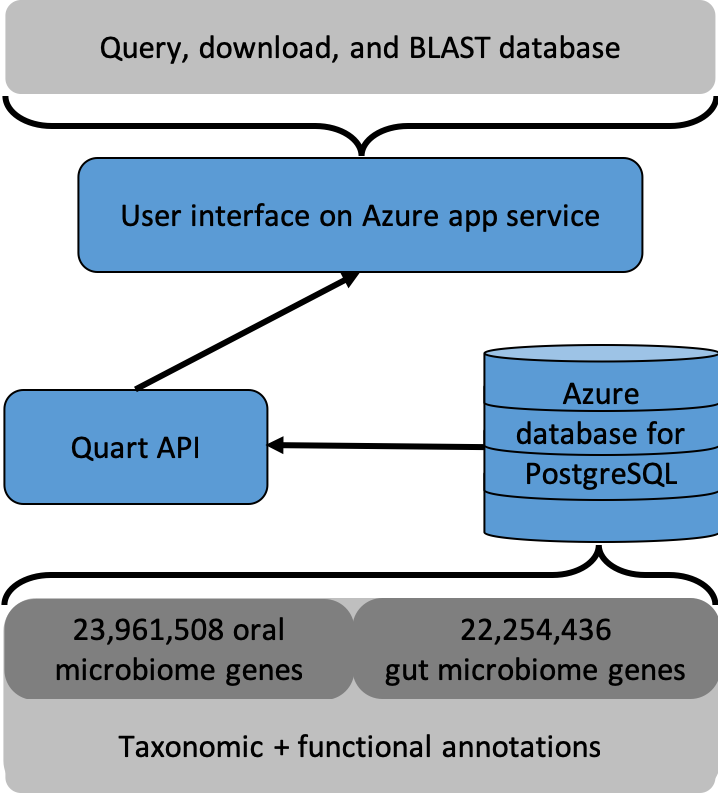 Query, download, and BLAST database
User interface on Azure app service
Azure
database for
PostgreSQL
Quart API
23,961,508 oral
microbiome genes
22,254,436
gut microbiome genes
Taxonomic + functional annotations